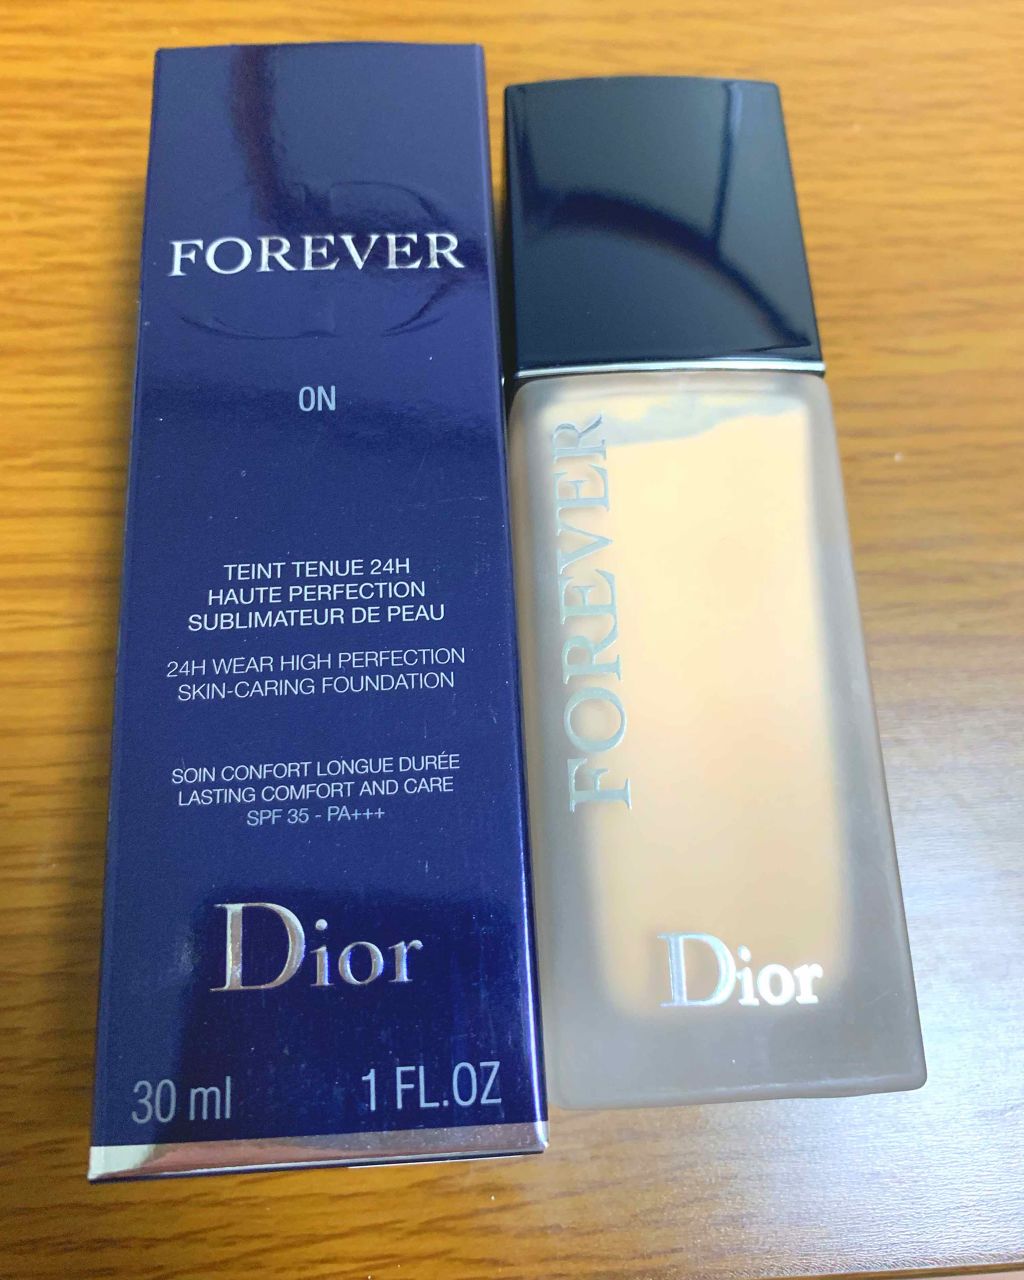 FOREVER
0N
TEINT TENUE 24H
HAUTE PERFECTION
SUBLIMATEUR DE PEAU
24H WEAR HIGH PERFECTION
SKIN-CARING FOUNDATION
SOIN CONFORT LONGUE DURÉE
LASTING COMFORT AND CARE
SPF 35 - PA+++
Dior
30 ml 1 FL.OZ
FOREVER
Dior